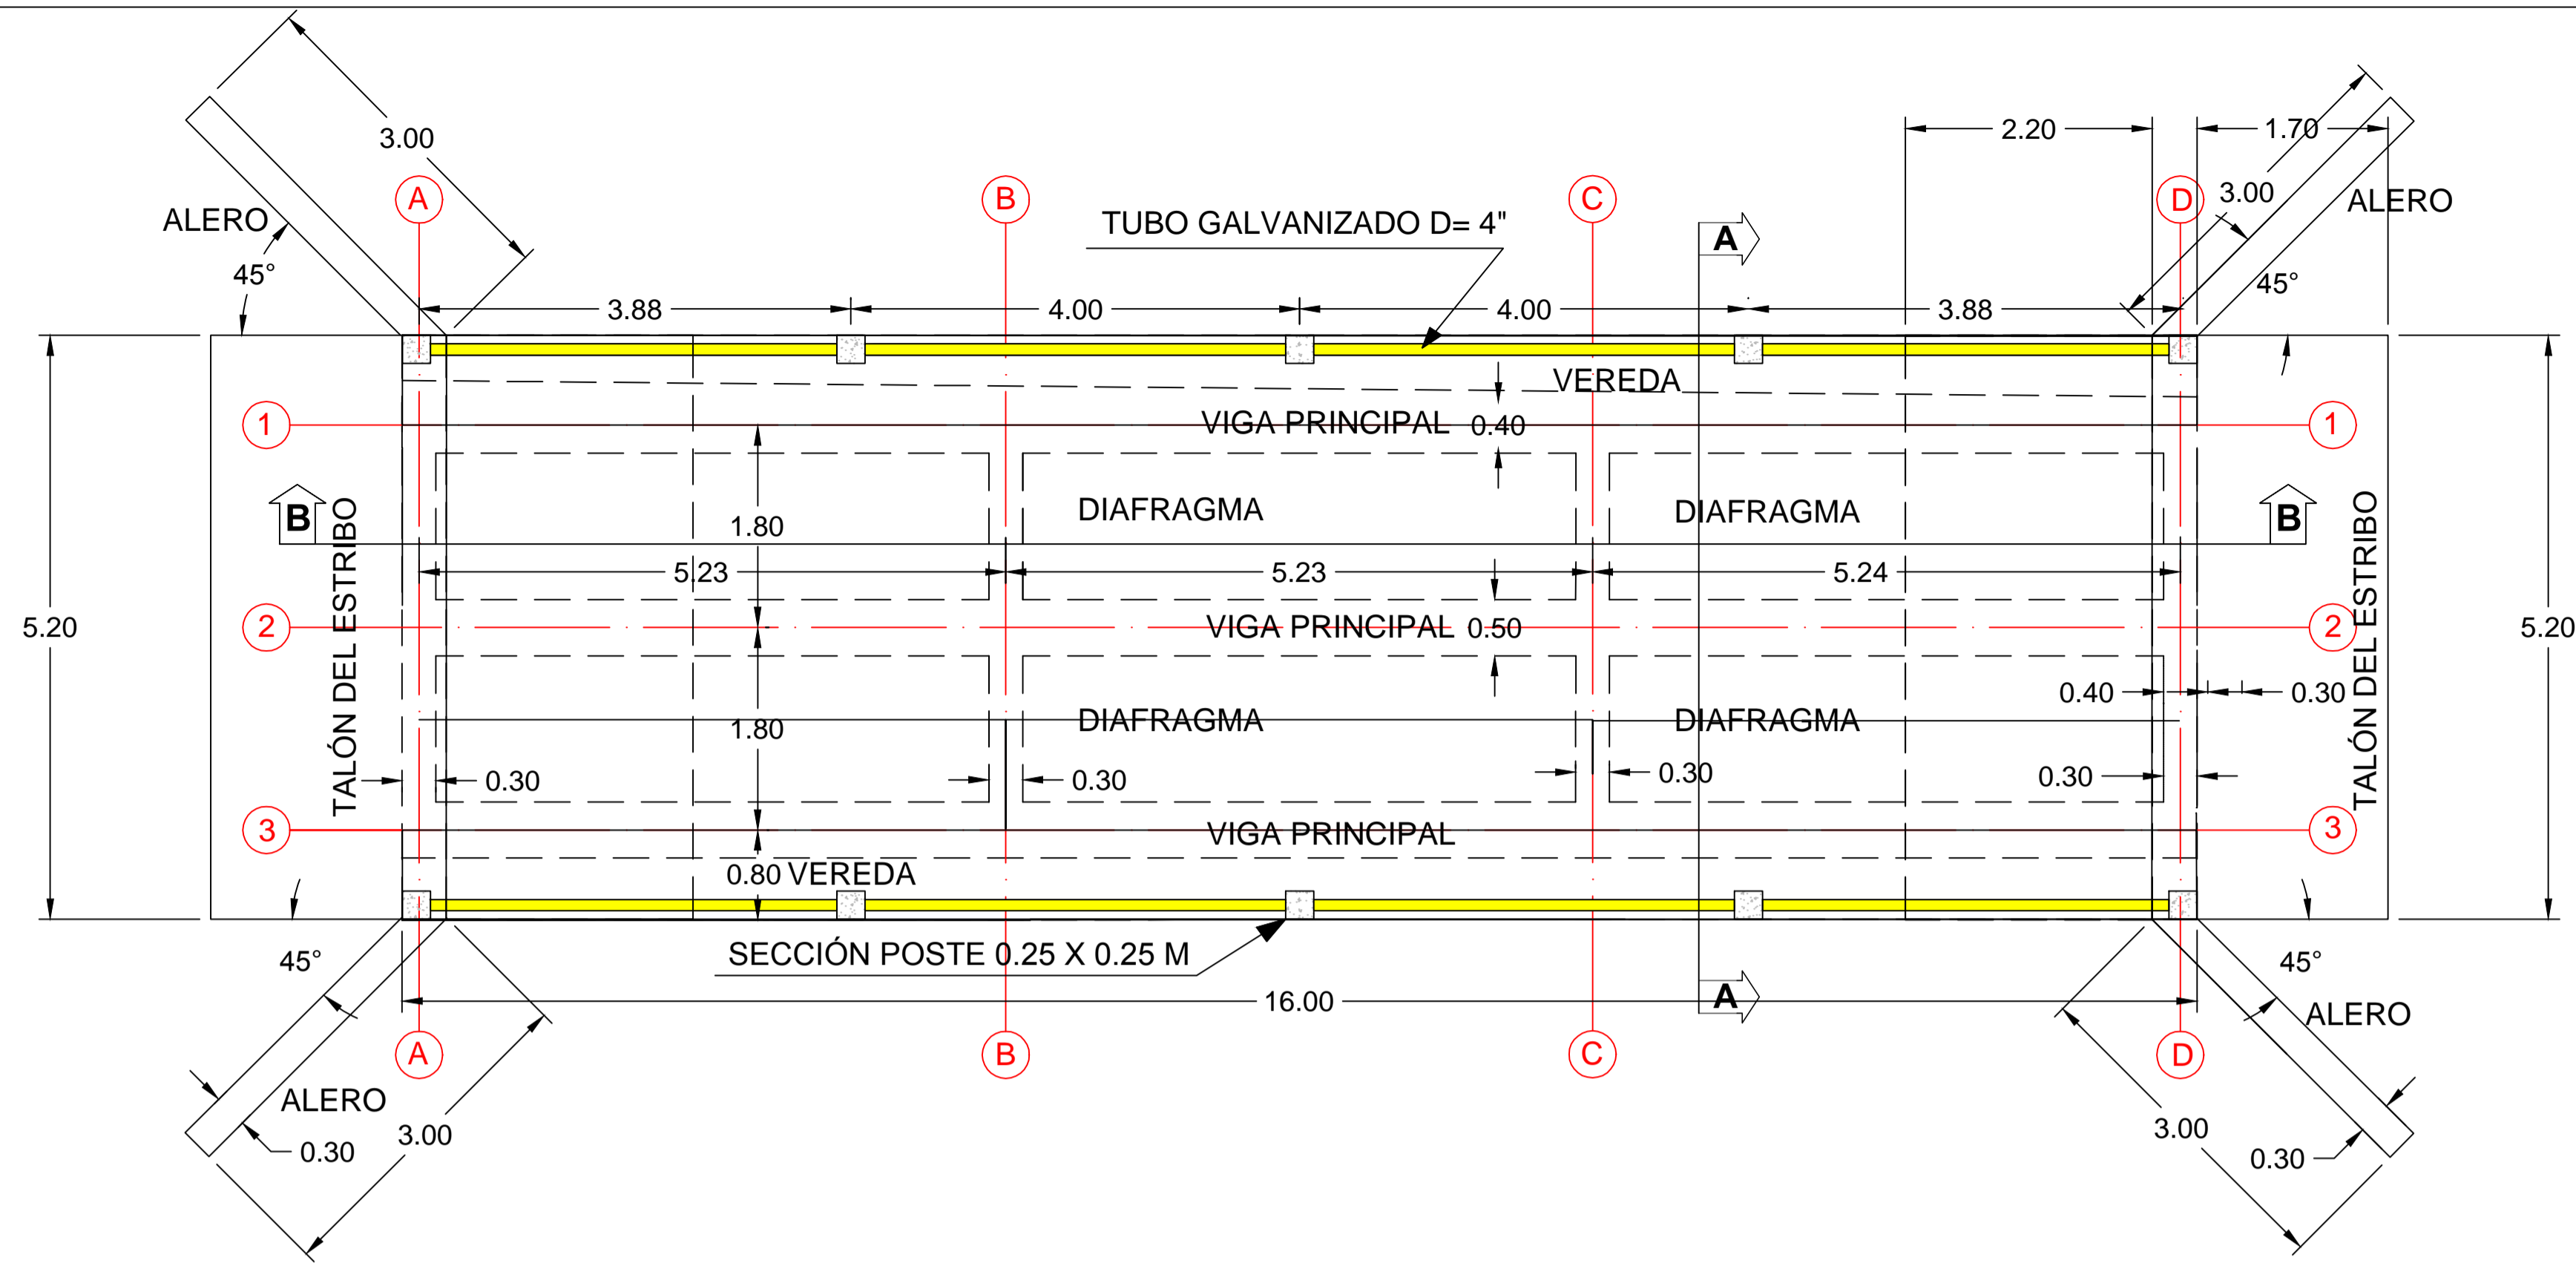 3.00
2.20
1.70
A
B
C
D
3.00
ALERO
ALERO
TUBO GALVANIZADO D= 4"
A
45°
45°
3.88
4.00
4.00
3.88
VEREDA
1
VIGA PRINCIPAL
0.40
1
B
DIAFRAGMA
DIAFRAGMA
B
1.80
5.23
5.23
5.24
5.20
TALÓN DEL ESTRIBO
2
VIGA PRINCIPAL
0.50
2
TALÓN DEL ESTRIBO
5.20
0.40
0.30
DIAFRAGMA
DIAFRAGMA
1.80
0.30
0.30
0.30
0.30
3
VIGA PRINCIPAL
3
0.80
VEREDA
SECCIÓN POSTE 0.25 X 0.25 M
45°
45°
16.00
A
ALERO
A
B
C
D
ALERO
3.00
3.00
0.30
0.30